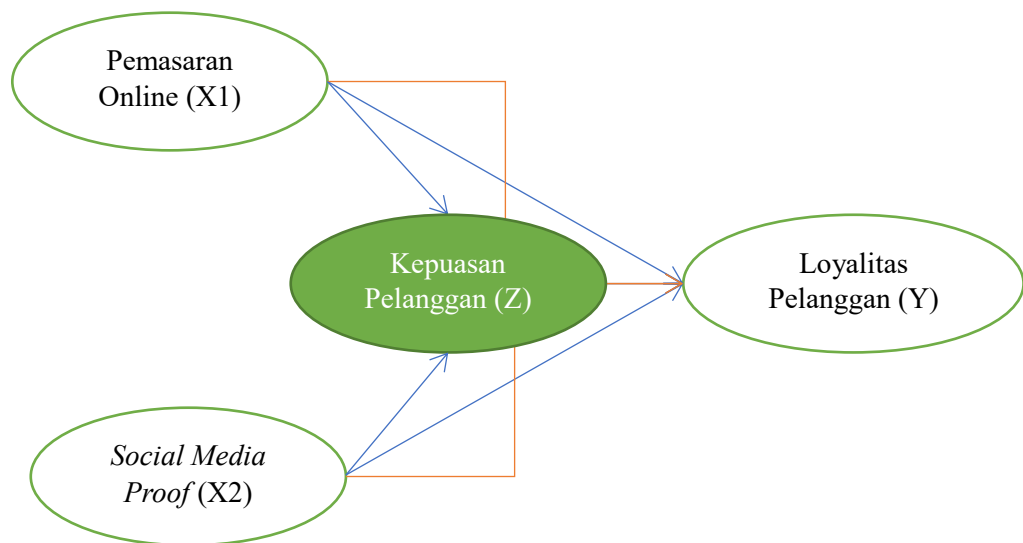 Pemasaran
Online (X1)
Kepuasan
Pelanggan (Z)
Loyalitas
Pelanggan (Y)
Social Media
Proof (X2)